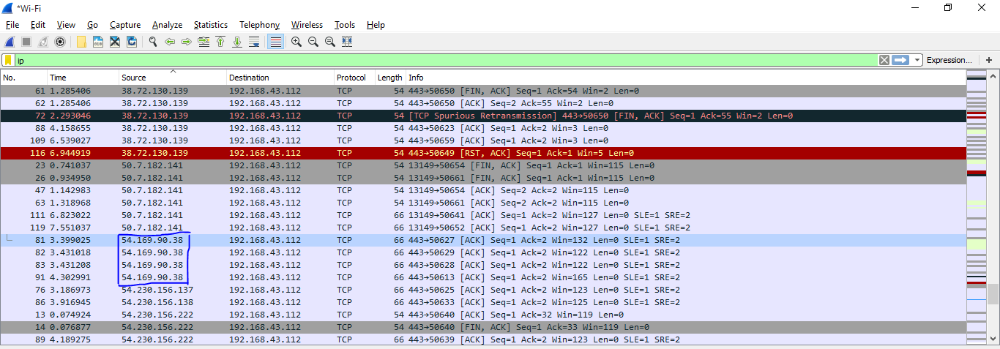 *Wi-Fi
File Edit View Go Capture Analyze Statistics Telephony Wireless Tools Help
ip Expression... +
No. Time Source Destination Protocol Length Info
61 1.285406 38.72.130.139 192.168.43.112 TCP 54 443→50650 [FIN, ACK] Seq=1 Ack=54 Win=2 Len=0
62 1.285407 38.72.130.139 192.168.43.112 TCP 54 443→50650 [ACK] Seq=2 Ack=55 Win=2 Len=0
72 2.293046 38.72.130.139 192.168.43.112 TCP 54 [TCP Spurious Retransmission] 443→50650 [FIN, ACK] Seq=1 Ack=55 Win=2 Len=0
88 4.158655 38.72.130.139 192.168.43.112 TCP 54 443→50623 [ACK] Seq=1 Ack=2 Win=3 Len=0
109 6.539027 38.72.130.139 192.168.43.112 TCP 54 443→50659 [ACK] Seq=1 Ack=2 Win=3 Len=0
116 6.944919 38.72.130.139 192.168.43.112 TCP 54 443→50649 [RST, ACK] Seq=1 Ack=1 Win=5 Len=0
23 0.741037 50.7.182.141 192.168.43.112 TCP 54 13149→50654 [FIN, ACK] Seq=1 Ack=1 Win=115 Len=0
26 0.934950 50.7.182.141 192.168.43.112 TCP 54 13149→50661 [FIN, ACK] Seq=1 Ack=1 Win=115 Len=0
47 1.142983 50.7.182.141 192.168.43.112 TCP 54 13149→50654 [ACK] Seq=2 Ack=2 Win=115 Len=0
63 1.318968 50.7.182.141 192.168.43.112 TCP 54 13149→50661 [ACK] Seq=2 Ack=2 Win=115 Len=0
111 6.823022 50.7.182.141 192.168.43.112 TCP 66 13149→50641 [ACK] Seq=1 Ack=2 Win=127 Len=0 SLE=1 SRE=2
119 7.551037 50.7.182.141 192.168.43.112 TCP 66 13149→50652 [ACK] Seq=1 Ack=2 Win=127 Len=0 SLE=1 SRE=2
81 3.399025 54.169.90.38 192.168.43.112 TCP 66 443→50627 [ACK] Seq=1 Ack=2 Win=132 Len=0 SLE=1 SRE=2
82 3.431018 54.169.90.38 192.168.43.112 TCP 66 443→50629 [ACK] Seq=1 Ack=2 Win=122 Len=0 SLE=1 SRE=2
83 3.431208 54.169.90.38 192.168.43.112 TCP 66 443→50628 [ACK] Seq=1 Ack=2 Win=122 Len=0 SLE=1 SRE=2
91 4.302991 54.169.90.38 192.168.43.112 TCP 66 443→50613 [ACK] Seq=1 Ack=2 Win=165 Len=0 SLE=1 SRE=2
76 3.186973 54.230.156.137 192.168.43.112 TCP 66 443→50625 [ACK] Seq=1 Ack=2 Win=123 Len=0 SLE=1 SRE=2
86 3.916945 54.230.156.138 192.168.43.112 TCP 66 443→50633 [ACK] Seq=1 Ack=2 Win=125 Len=0 SLE=1 SRE=2
13 0.074924 54.230.156.222 192.168.43.112 TCP 54 443→50640 [ACK] Seq=1 Ack=32 Win=119 Len=0
14 0.076877 54.230.156.222 192.168.43.112 TCP 54 443→50640 [FIN, ACK] Seq=1 Ack=33 Win=119 Len=0
89 4.189275 54.230.156.222 192.168.43.112 TCP 66 443→50639 [ACK] Seq=1 Ack=2 Win=123 Len=0 SLE=1 SRE=2